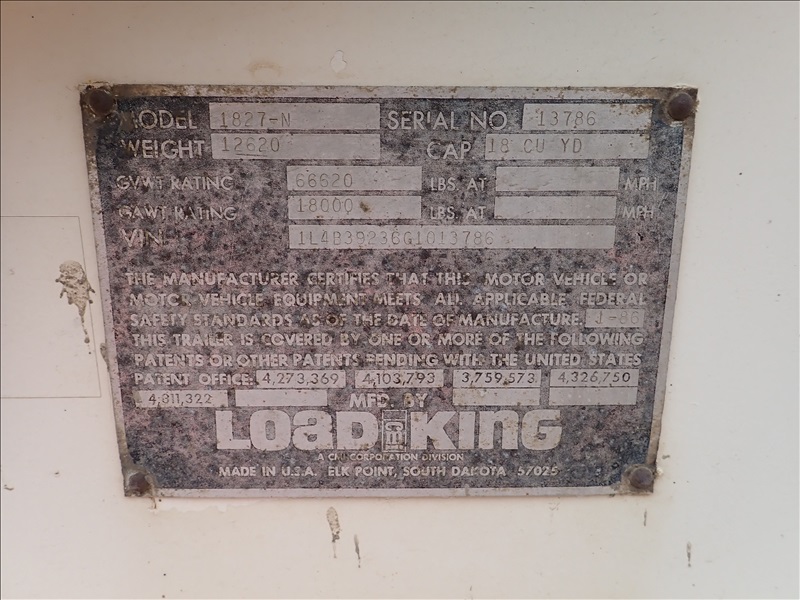 MODEL 1827-N SERIAL NO 13786
WEIGHT 12620 CAP 18 CU YD
GVWT RATING 66620 LBS. AT MPH
GAWT RATING 18000 LBS. AT MPH
VIN 1L4B39236G1013786
THE MANUFACTURER CERTIFIES THAT THIS MOTOR VEHICLE OR
MOTOR VEHICLE EQUIPMENT MEETS ALL APPLICABLE FEDERAL
SAFETY STANDARDS AS OF THE DATE OF MANUFACTURE. -86
THIS TRAILER IS COVERED BY ONE OR MORE OF THE FOLLOWING
PATENTS OR OTHER PATENTS PENDING WITH THE UNITED STATES
PATENT OFFICE: 4,273,369 4,103,793 3,759,573 4,326,750
4,811,322 MFD. BY
LOAD KING
A CMI CORPORATION DIVISION
MADE IN U.S.A. ELK POINT, SOUTH DAKOTA 57025